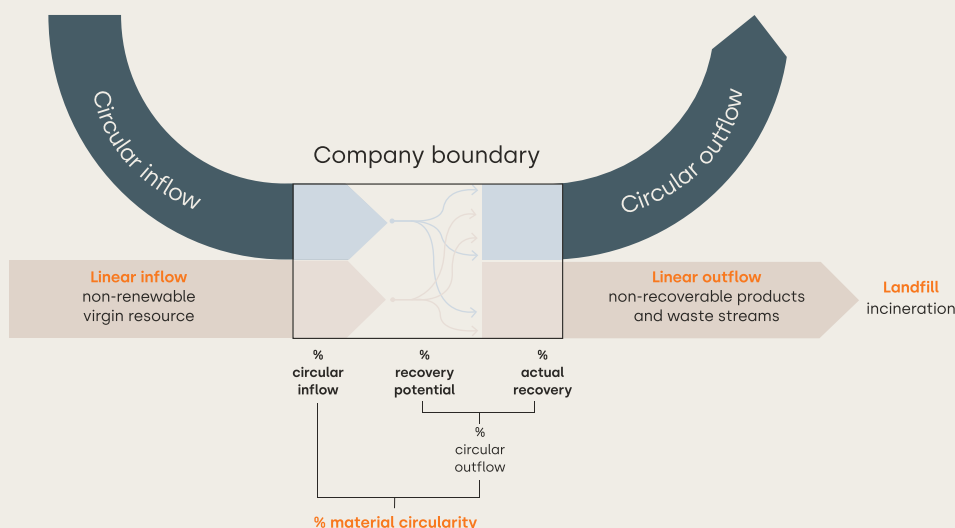 Circular inflow
Circular outflow
Company boundary
Linear inflow
non-renewable
virgin resource
Linear outflow
non-recoverable products
and waste streams
Landfill
incineration
%
circular
inflow
%
recovery
potential
%
actual
recovery
%
circular
outflow
% material circularity